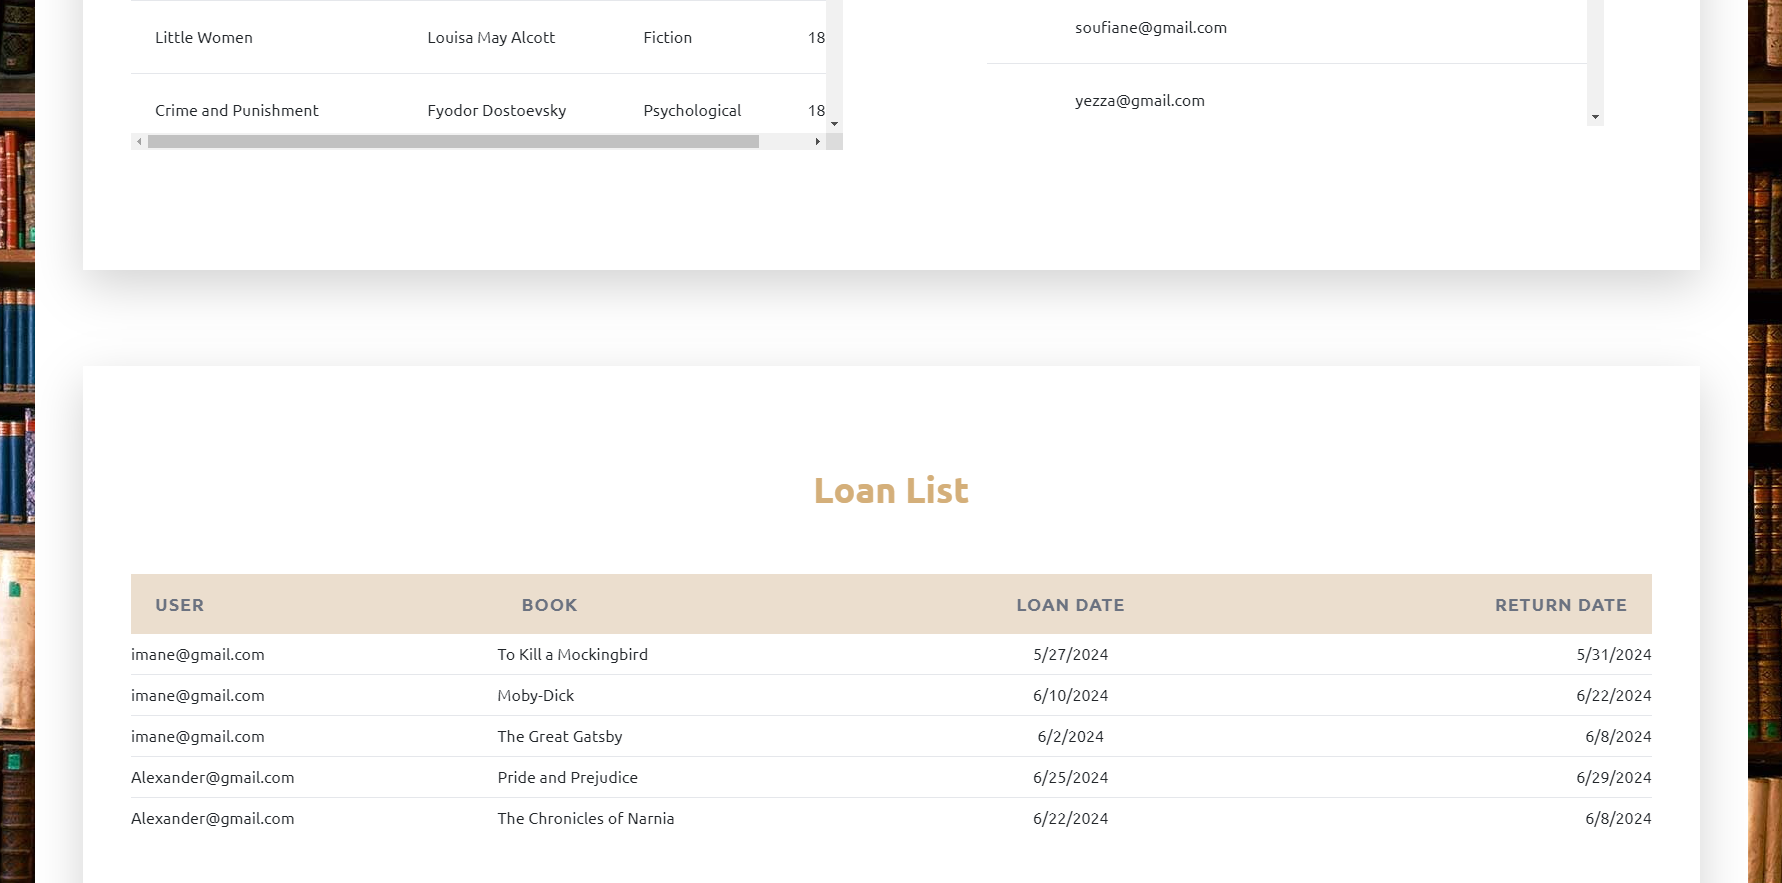 Little Women Louisa May Alcott Fiction 18
Crime and Punishment Fyodor Dostoevsky Psychological 18
soufiane@gmail.com
yezza@gmail.com
Loan List
USER BOOK LOAN DATE RETURN DATE
imane@gmail.com To Kill a Mockingbird 5/27/2024 5/31/2024
imane@gmail.com Moby-Dick 6/10/2024 6/22/2024
imane@gmail.com The Great Gatsby 6/2/2024 6/8/2024
Alexander@gmail.com Pride and Prejudice 6/25/2024 6/29/2024
Alexander@gmail.com The Chronicles of Narnia 6/22/2024 6/8/2024